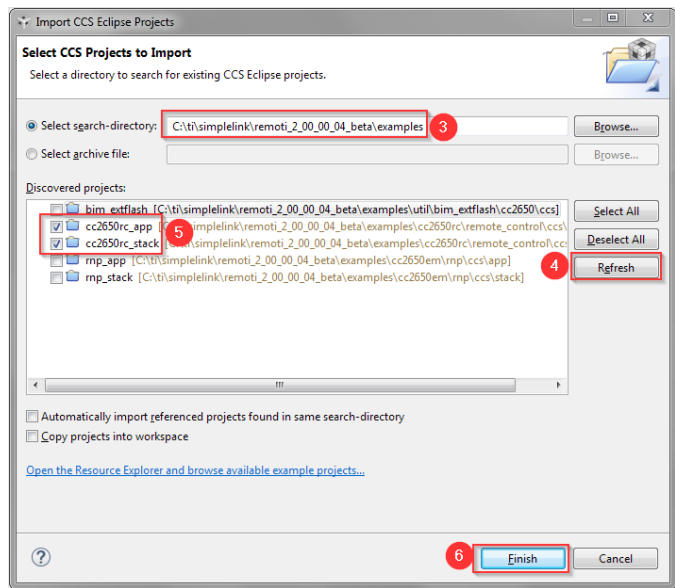 Import CCS Eclipse Projects
Select CCS Projects to Import
Select a directory to search for existing CCS Eclipse projects.
Select search-directory: C:\ti\simplelink\remoti_2_00_00_04_beta\examples 3 Browse...
Select archive file: Browse...
Discovered projects:
bim_extflash [C:\ti\simplelink\remoti_2_00_00_04_beta\examples\util\bim_extflash\cc2650\ccs] Select All
cc2650rc_app [C:\ti\simplelink\remoti_2_00_00_04_beta\examples\cc2650rc\remote_control\ccs\
5
cc2650rc_stack [C:\ti\simplelink\remoti_2_00_00_04_beta\examples\cc2650rc\remote_control\ccs Deselect All
rnp_app [C:\ti\simplelink\remoti_2_00_00_04_beta\examples\cc2650em\rnp\ccs\app] 4 Refresh
rnp_stack [C:\ti\simplelink\remoti_2_00_00_04_beta\examples\cc2650em\rnp\ccs\stack]
Automatically import referenced projects found in same search-directory
Copy projects into workspace
Open the Resource Explorer and browse available example projects...
? 6 Finish Cancel